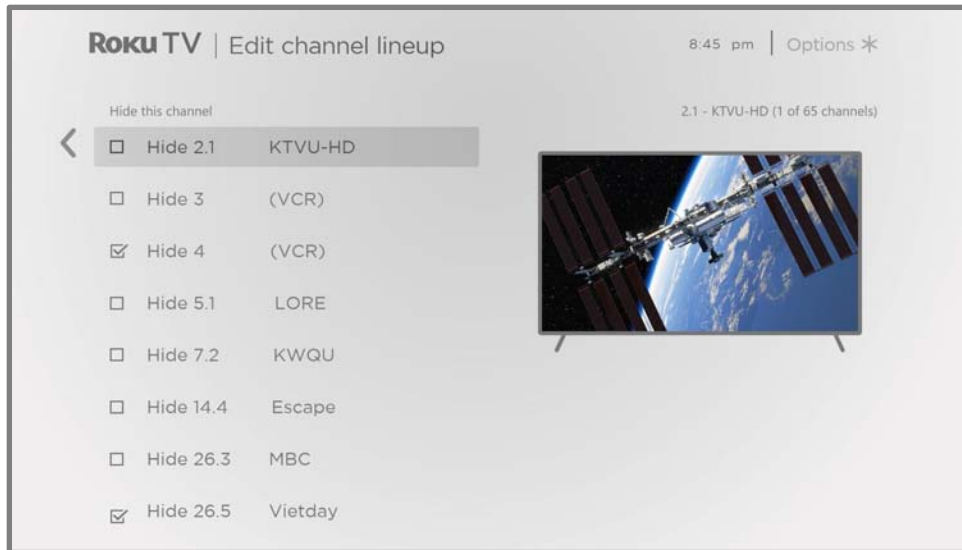 Roku TV | Edit channel lineup
8:45 pm | Options *
Hide this channel
2.1 - KTVU-HD (1 of 65 channels)
Hide 2.1 KTVU-HD
Hide 3 (VCR)
Hide 4 (VCR)
Hide 5.1 LORE
Hide 7.2 KWQU
Hide 14.4 Escape
Hide 26.3 MBC
Hide 26.5 Vietday